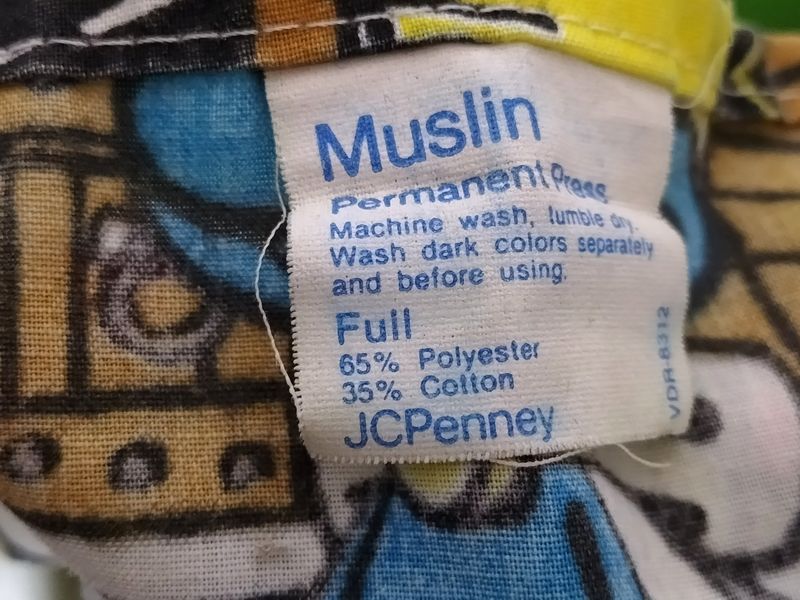 Muslin
Permanent Press
Machine wash, tumble dry.
Wash dark colors separately
and before using.
Full
65% Polyester
35% Cotton
JCPenney
VDR-8312